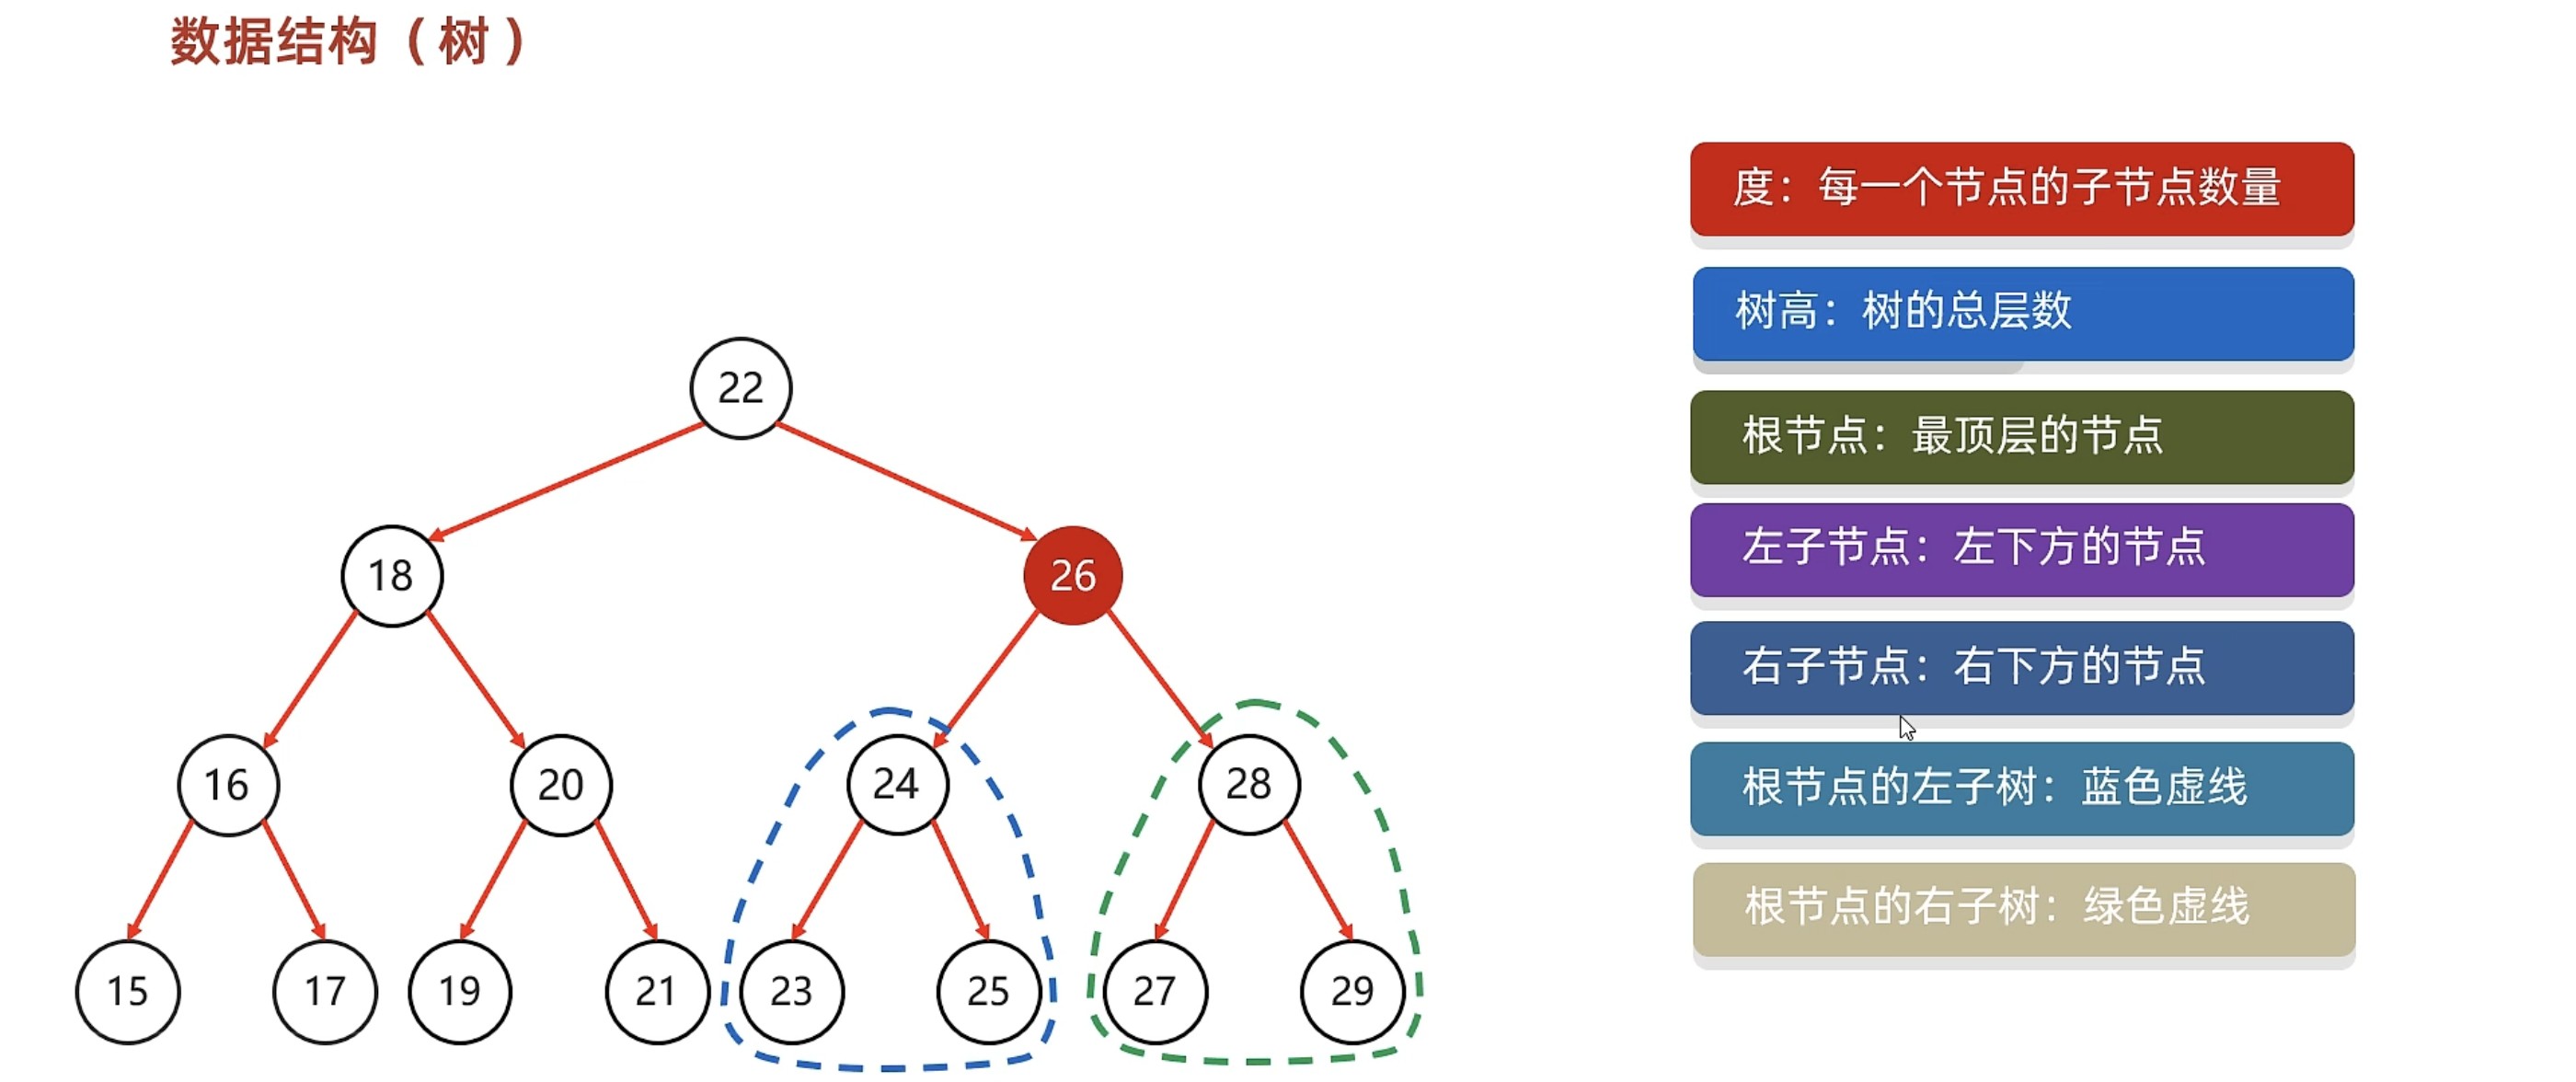 数据结构（树）
度：每一个节点的子节点数量
树高：树的总层数
根节点：最顶层的节点
左子节点：左下方的节点
右子节点：右下方的节点
根节点的左子树：蓝色虚线
根节点的右子树：绿色虚线
22
18
26
16
20
24
28
15
17
19
21
23
25
27
29